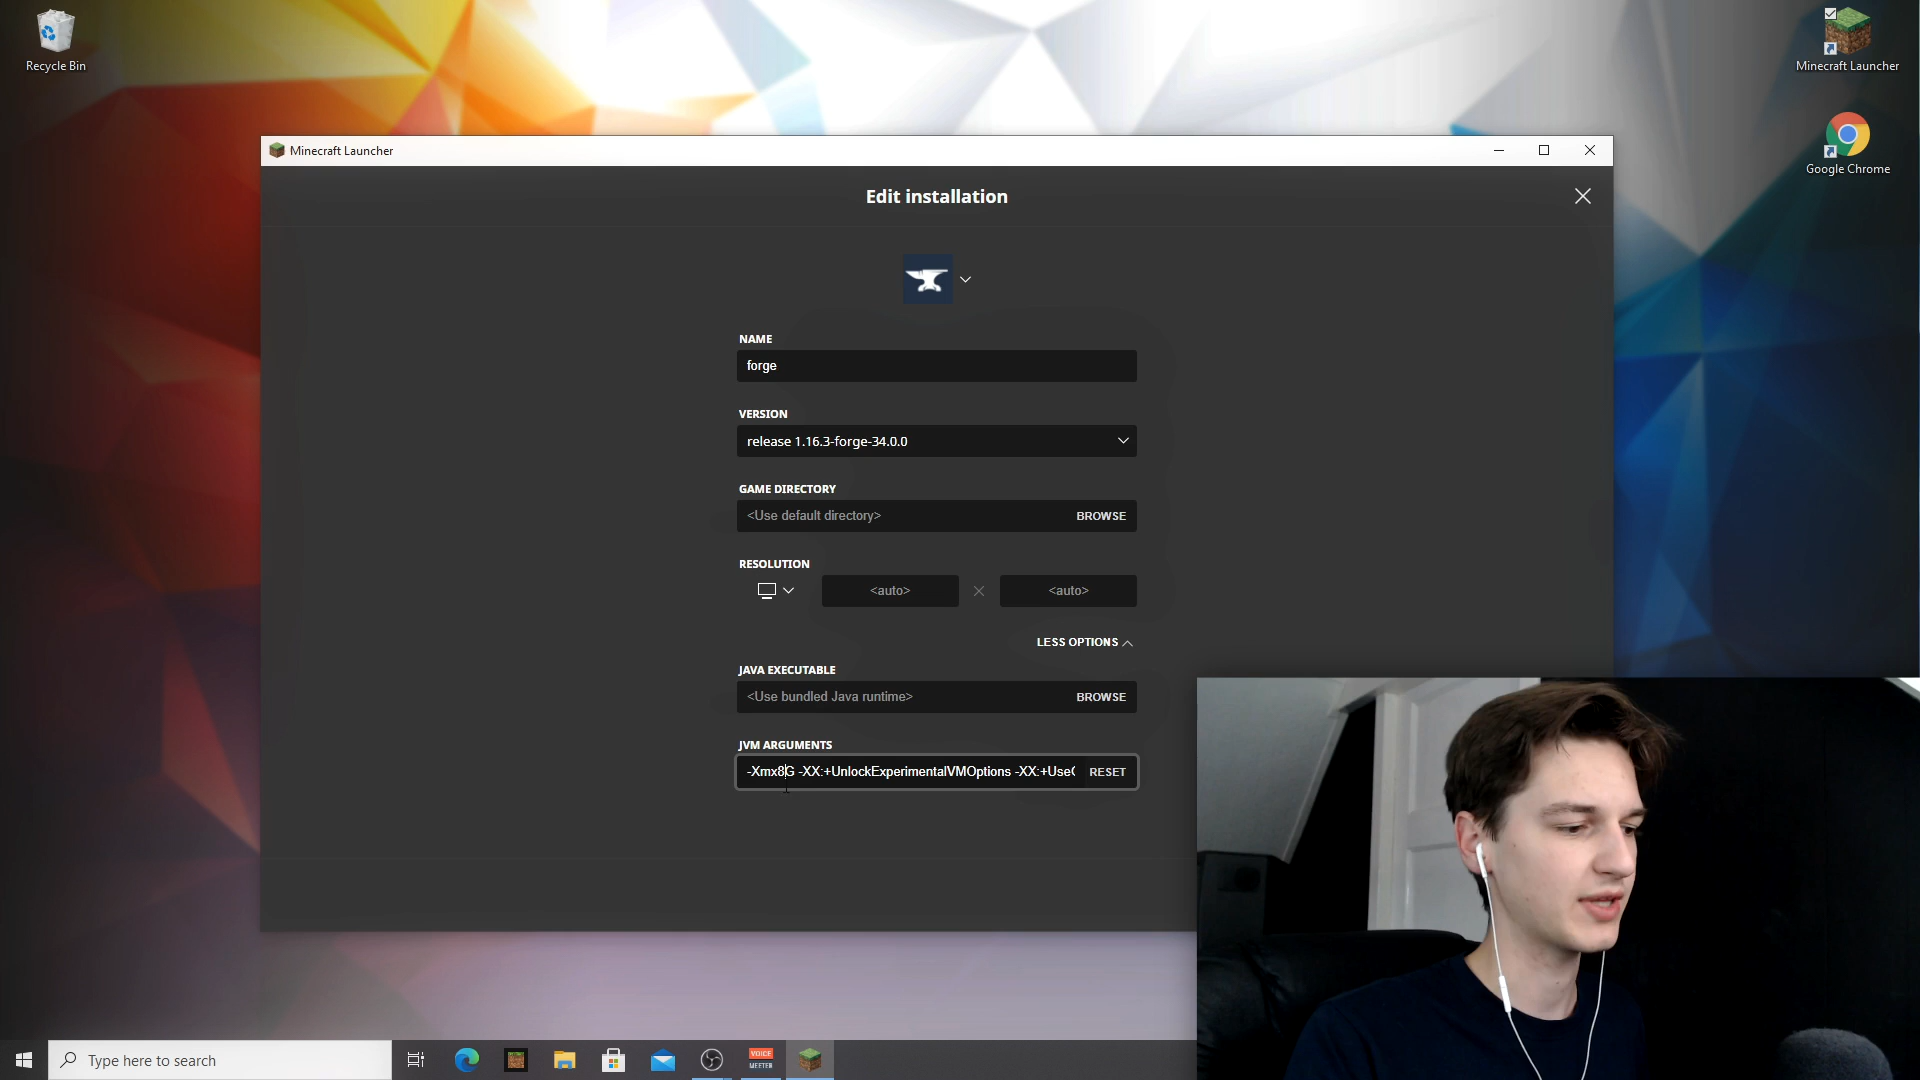 Recycle Bin
Minecraft Launcher
Google Chrome
Minecraft Launcher
Edit installation
NAME
forge
VERSION
release 1.16.3-forge-34.0.0
GAME DIRECTORY
<Use default directory>
BROWSE
RESOLUTION
<auto>
<auto>
LESS OPTIONS
JAVA EXECUTABLE
<Use bundled Java runtime>
BROWSE
JVM ARGUMENTS
-Xmx8G -XX:+UnlockExperimentalVMOptions -XX:+Use
RESET
Type here to search
VOICE
MEETER